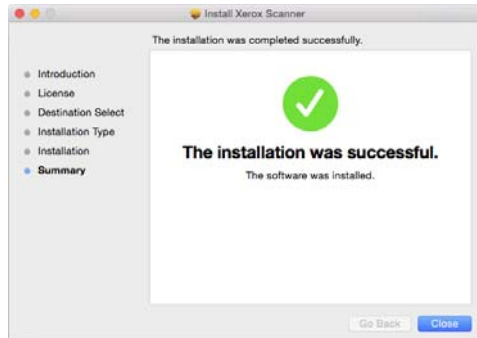 Install Xerox Scanner
The installation was completed successfully.
Introduction
License
Destination Select
Installation Type
Installation
Summary
The installation was successful.
The software was installed.
Go Back
Close